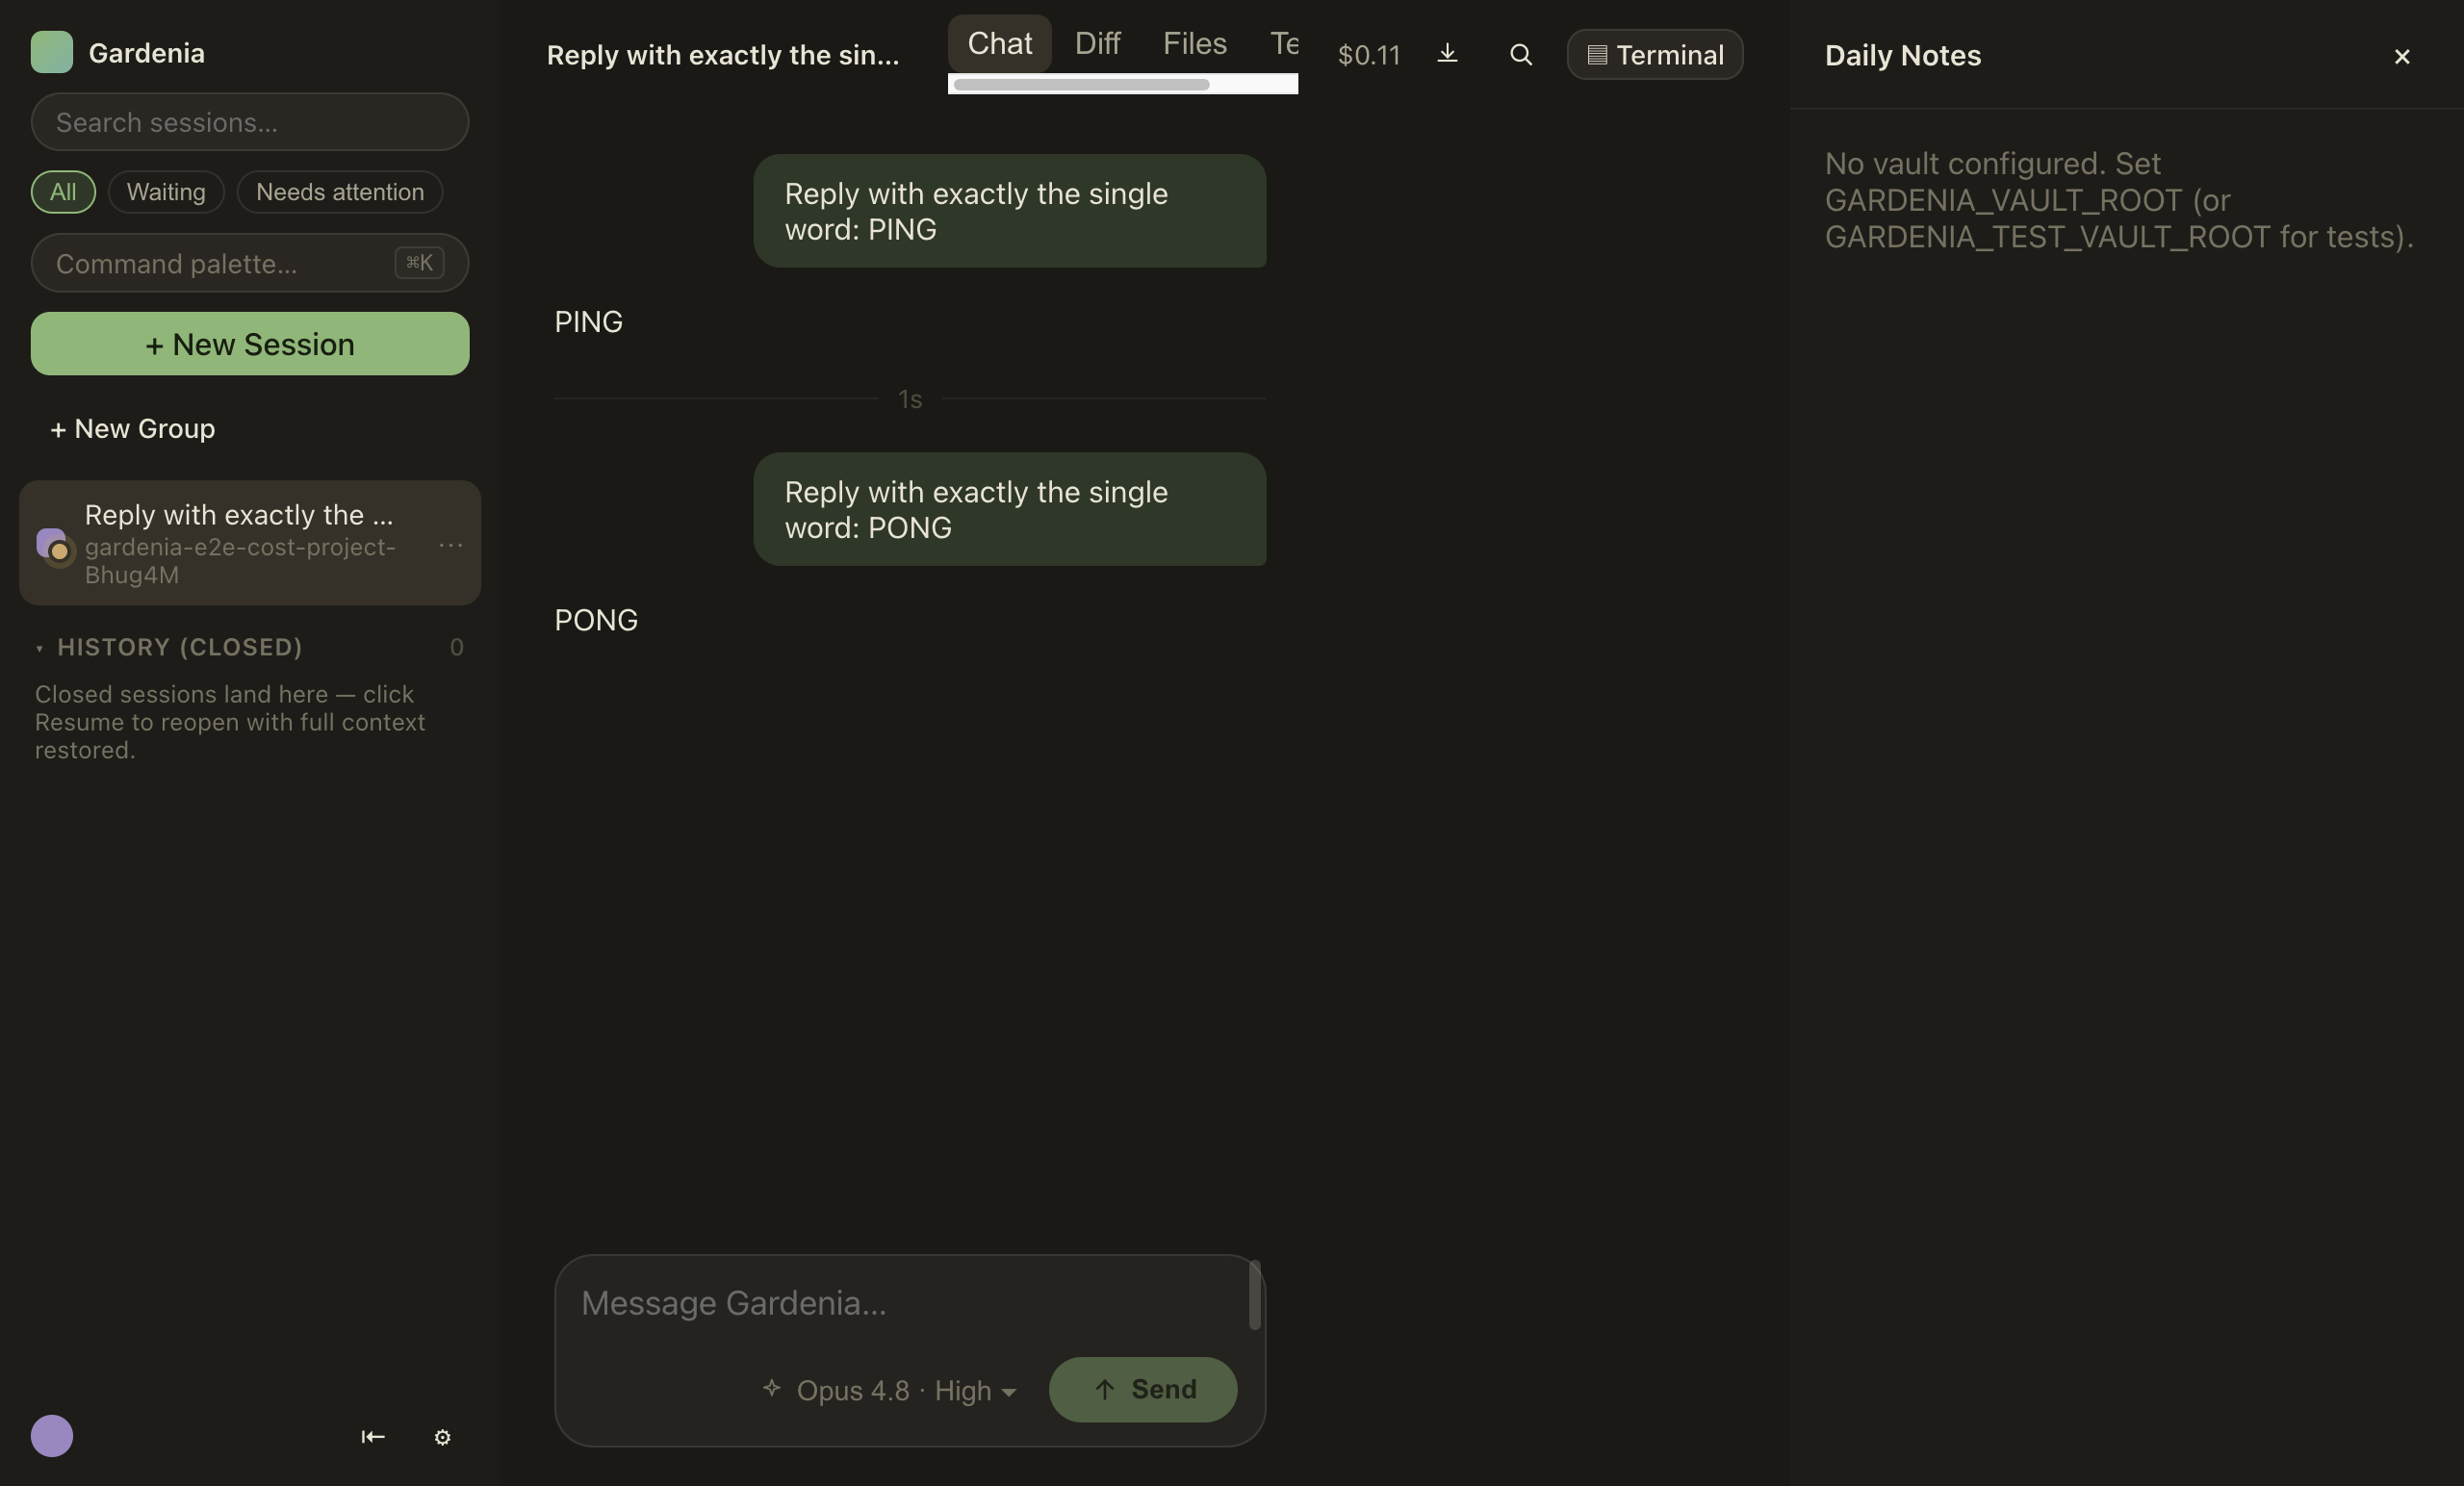 Gardenia
Search sessions...
All
Waiting
Needs attention
Command palette...
⌘K
+ New Session
+ New Group
Reply with exactly the ...
gardenia-e2e-cost-project-
Bhug4M
HISTORY (CLOSED)
0
Closed sessions land here — click
Resume to reopen with full context
restored.
Reply with exactly the sin...
Chat
Diff
Files
Te
$0.11
Terminal
Reply with exactly the single
word: PING
PING
1s
Reply with exactly the single
word: PONG
PONG
Message Gardenia...
Opus 4.8 · High
Send
Daily Notes
No vault configured. Set
GARDENIA_VAULT_ROOT (or
GARDENIA_TEST_VAULT_ROOT for tests).